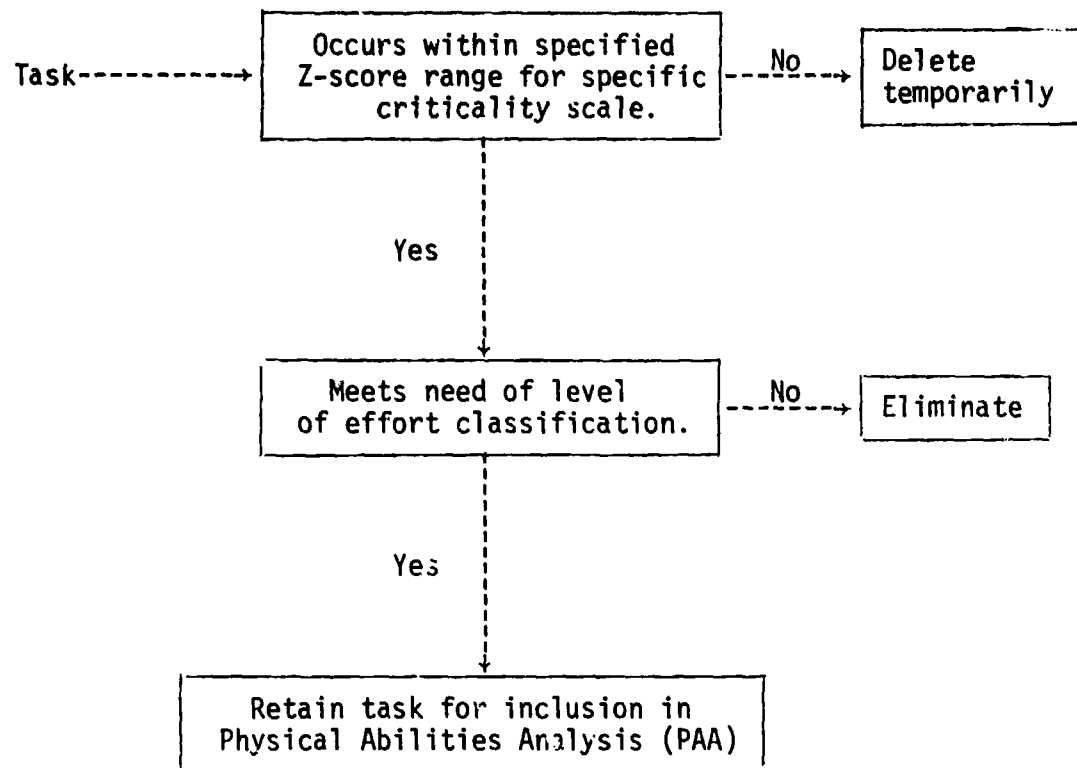 Task
Occurs within specified
Z-score range for specific
criticality scale.
No
Delete
temporarily
Yes
Meets need of level
of effort classification.
No
Eliminate
Yes
Retain task for inclusion in
Physical Abilities Analysis (PAA)